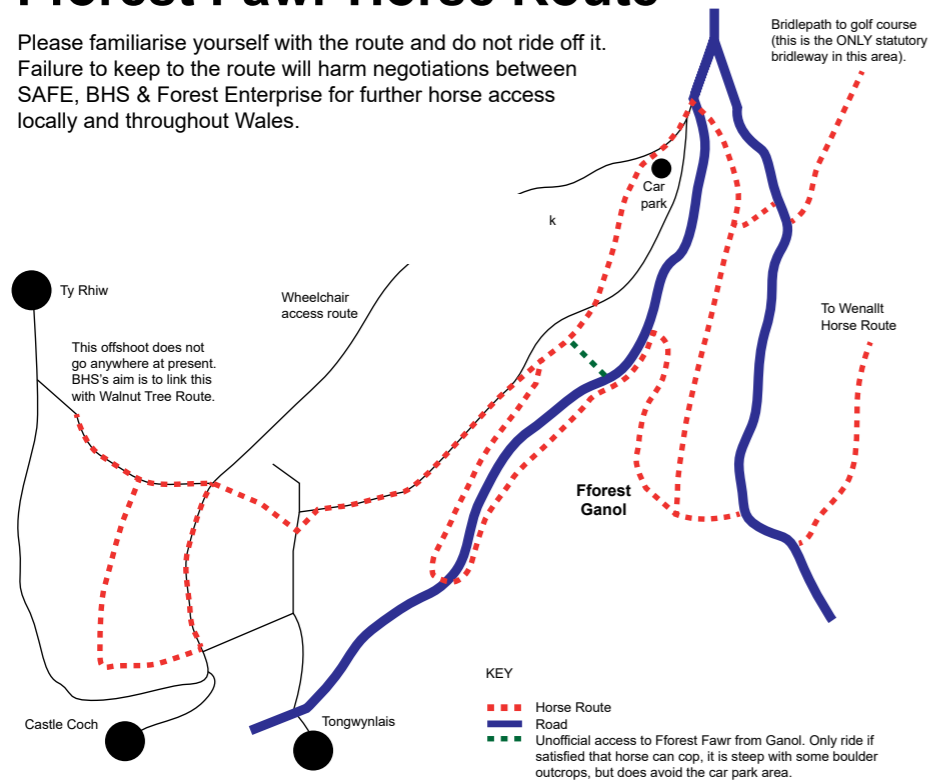 Fforest Fawr Horse Route
Please familiarise yourself with the route and do not ride off it.
Failure to keep to the route will harm negotiations between
SAFE, BHS & Forest Enterprise for further horse access
locally and throughout Wales.
Bridlepath to golf course
(this is the ONLY statutory
bridleway in this area).
Car
park
k
Ty Rhiw
Wheelchair
access route
To Wenallt
Horse Route
This offshoot does not
go anywhere at present.
BHS's aim is to link this
with Walnut Tree Route.
Fforest
Ganol
KEY
Horse Route
Road
Unofficial access to Fforest Fawr from Ganol. Only ride if
satisfied that horse can cop, it is steep with some boulder
outcrops, but does avoid the car park area.
Castle Coch
Tongwynlais